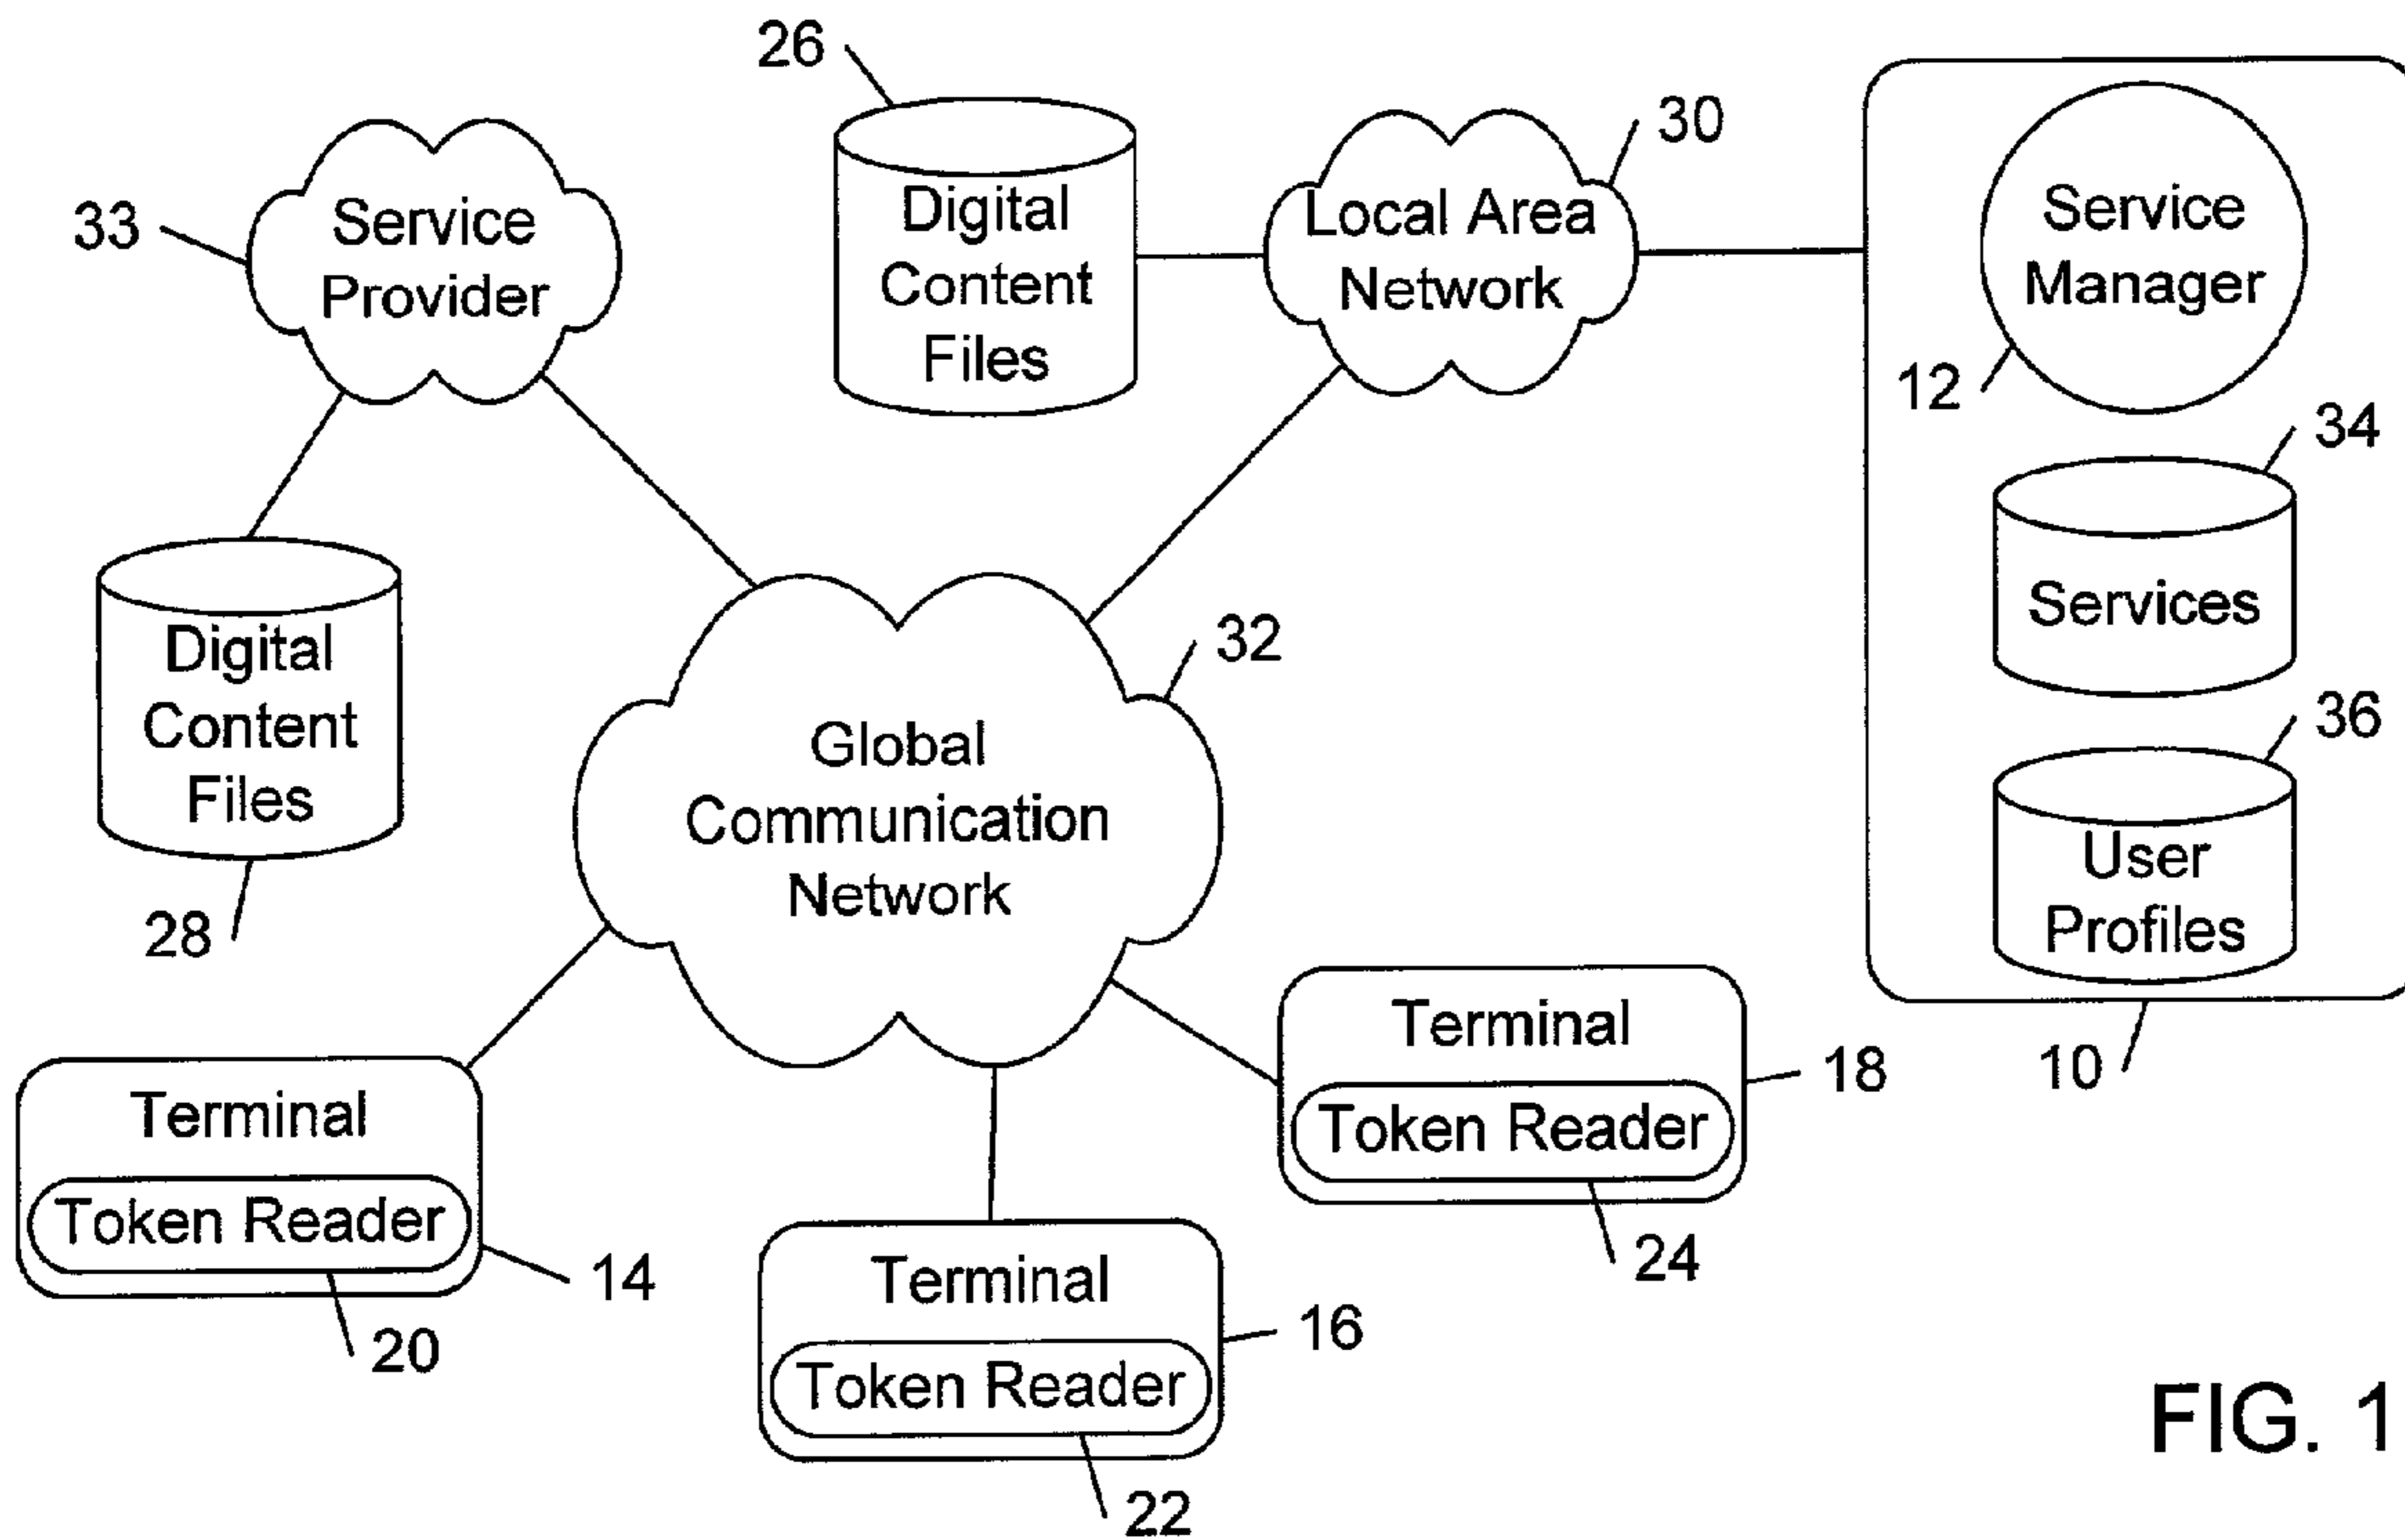 26
30
33
Service
Provider
Digital
Content
Files
Local Area
Network
Service
Manager
12
34
Services
36
User
Profiles
10
Digital
Content
Files
28
32
Global
Communication
Network
Terminal
Token Reader
14
20
Terminal
Token Reader
16
22
Terminal
Token Reader
18
24
FIG. 1